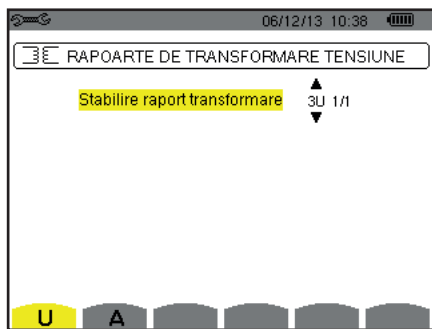 06/12/13 10:38
RAPOARTE DE TRANSFORMARE TENSIUNE
Stabilire raport transformare 3U 1/1
U A